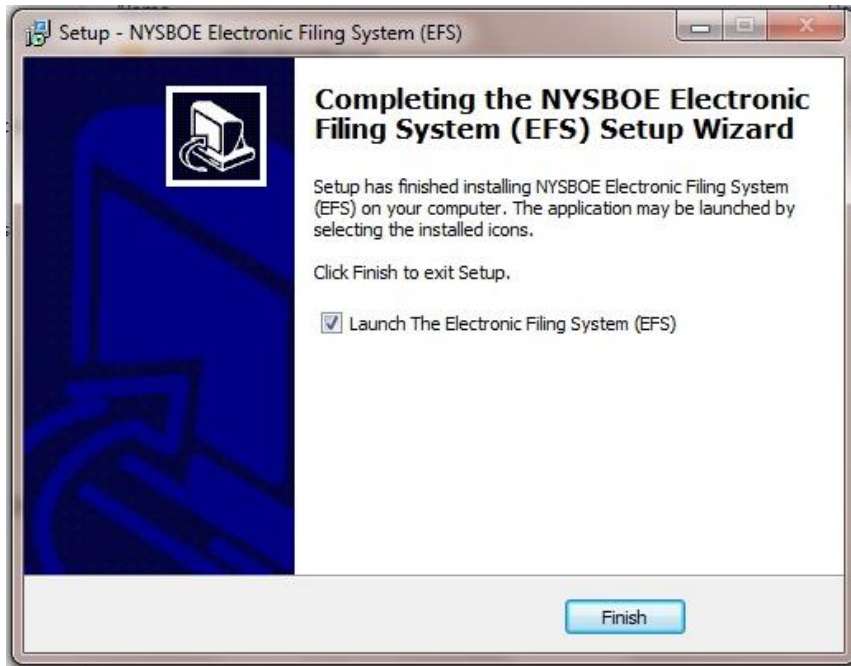 Setup - NYSBOE Electronic Filing System (EFS)
Completing the NYSBOE Electronic
Filing System (EFS) Setup Wizard
Setup has finished installing NYSBOE Electronic Filing System
(EFS) on your computer. The application may be launched by
selecting the installed icons.
Click Finish to exit Setup.
Launch The Electronic Filing System (EFS)
Finish